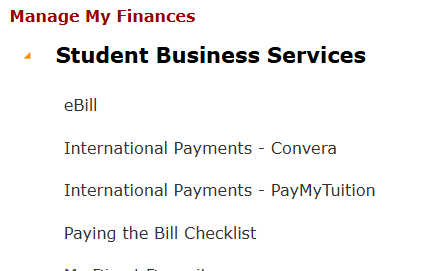 Manage My Finances
Student Business Services
eBill
International Payments - Convera
International Payments - PayMyTuition
Paying the Bill Checklist